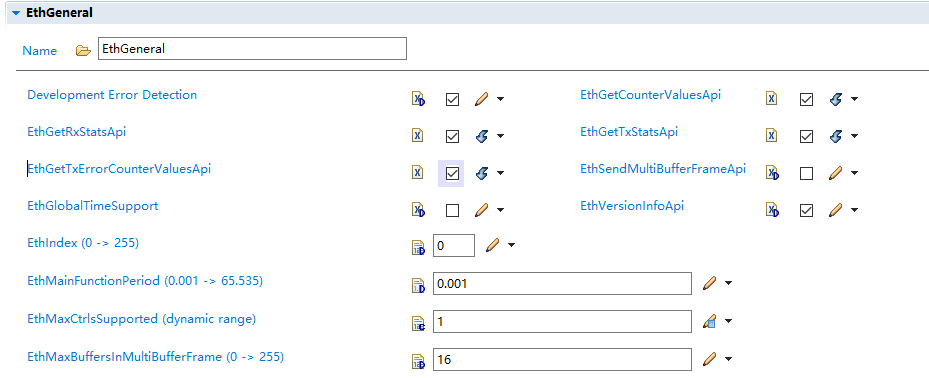 EthGeneral
Name EthGeneral
Development Error Detection EthGetCounterValuesApi
EthGetRxStatsApi EthGetTxStatsApi
EthGetTxErrorCounterValuesApi EthSendMultiBufferFrameApi
EthGlobalTimeSupport EthVersionInfoApi
EthIndex (0 -> 255) 0
EthMainFunctionPeriod (0.001 -> 65.535) 0.001
EthMaxCtrlsSupported (dynamic range) 1
EthMaxBuffersInMultiBufferFrame (0 -> 255) 16